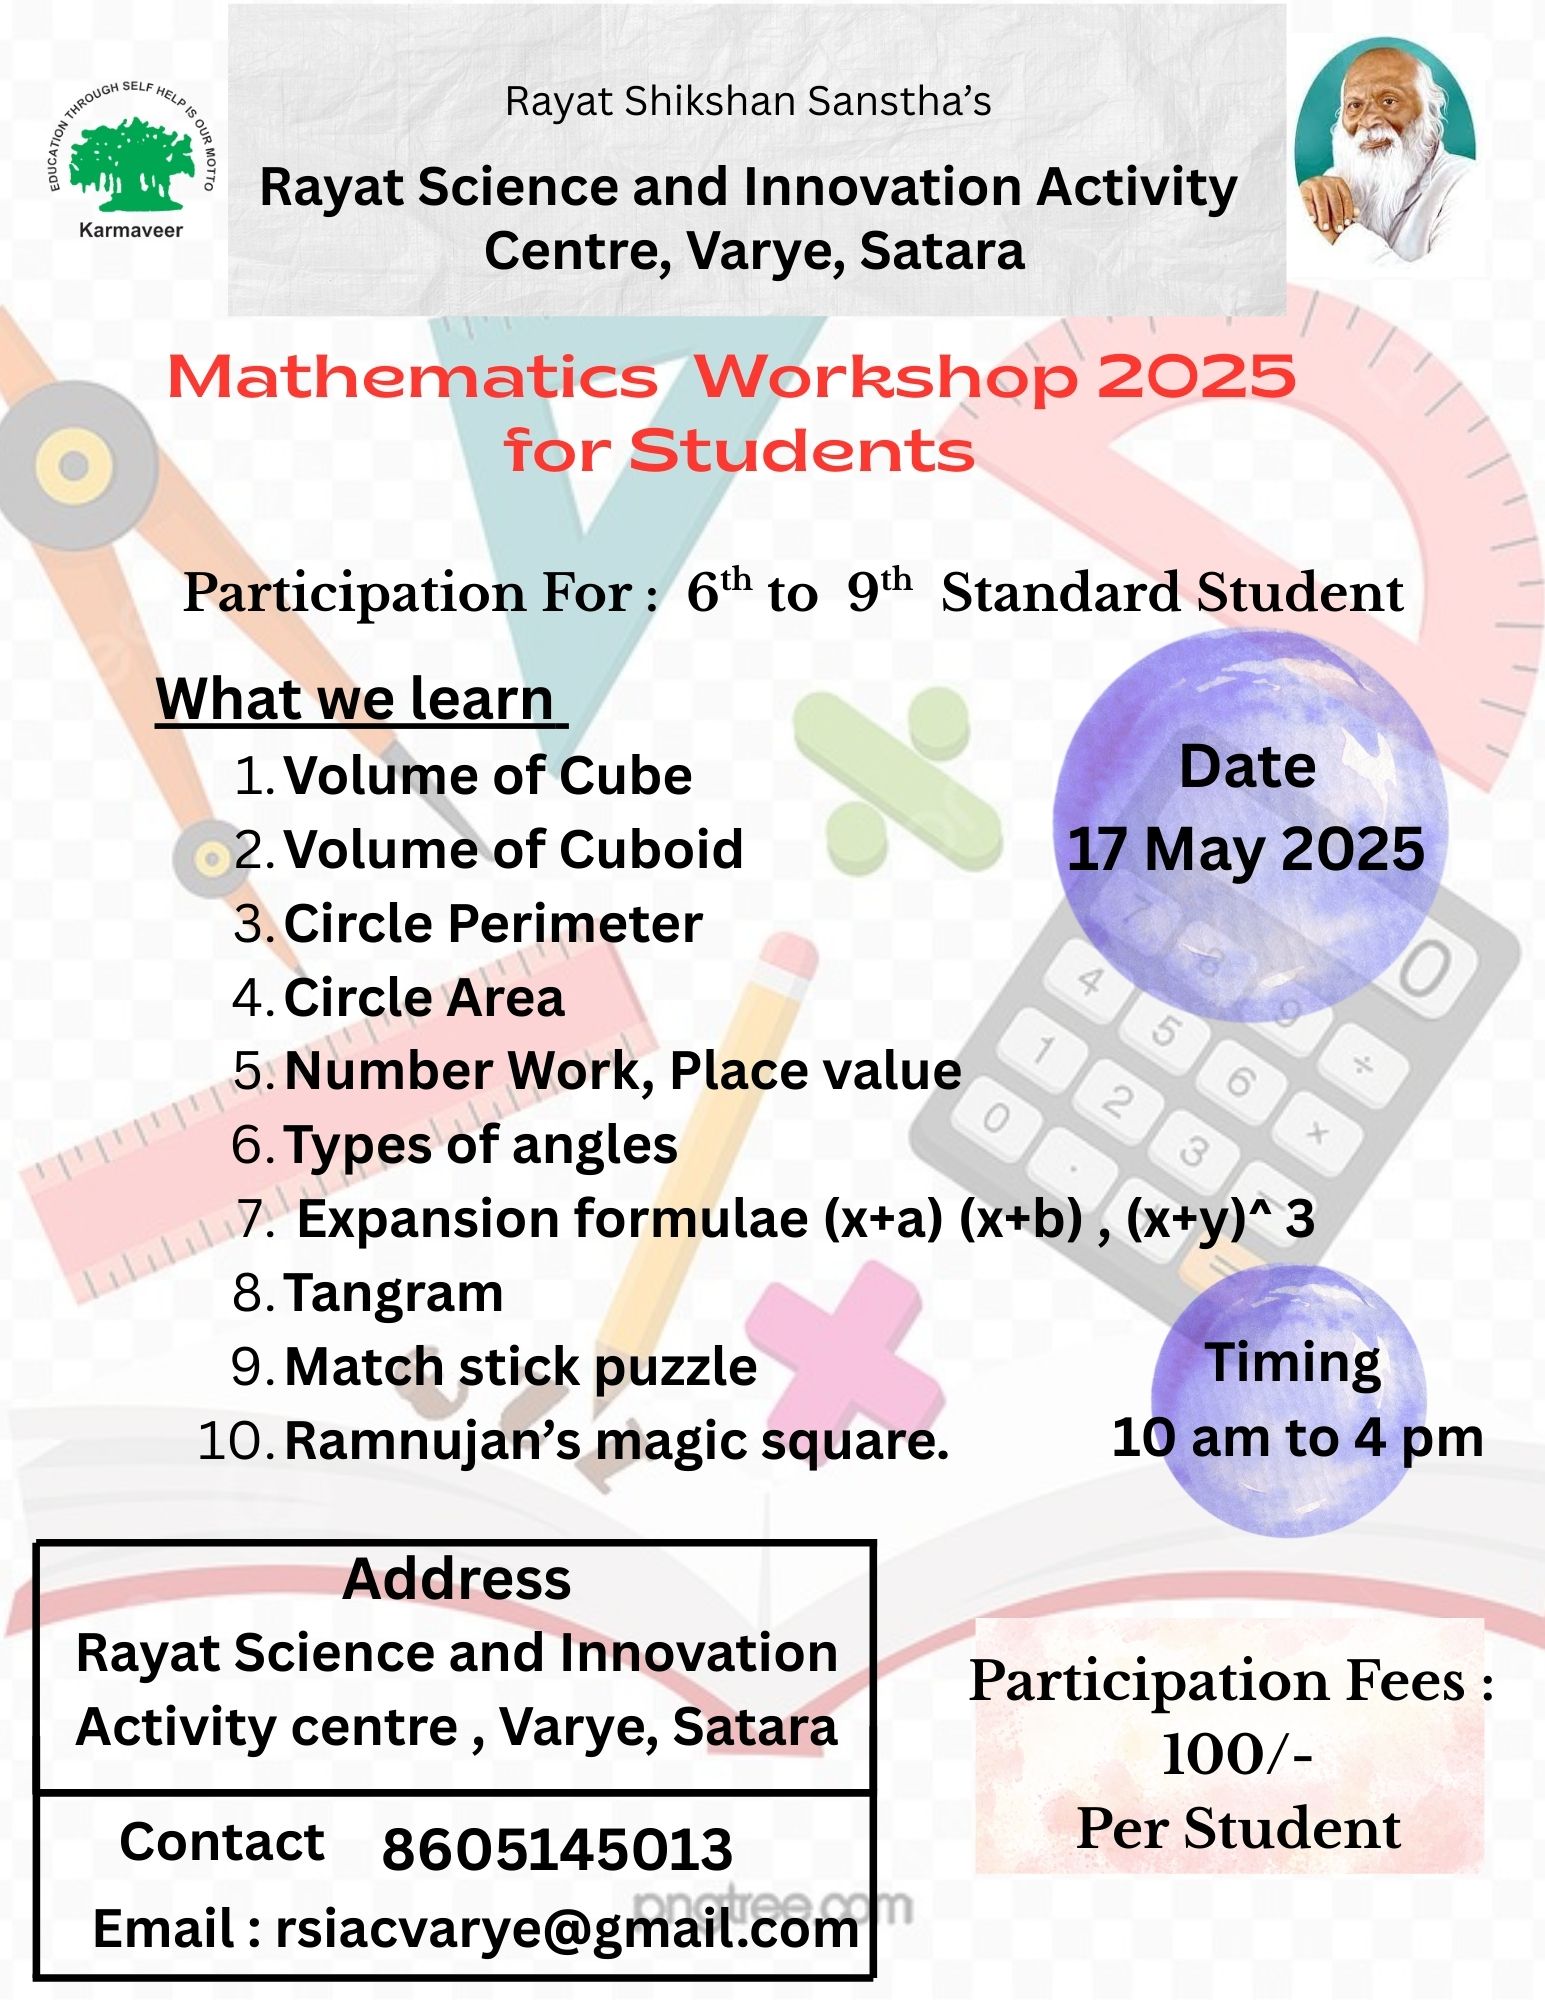 EDUCATION THROUGH SELF HELP IS OUR MOTTO
Karmaveer
Rayat Shikshan Sanstha’s
Rayat Science and Innovation Activity
Centre, Varye, Satara
Mathematics Workshop 2025
for Students
Participation For : 6th to 9th Standard Student
What we learn
1. Volume of Cube
2. Volume of Cuboid
3. Circle Perimeter
4. Circle Area
5. Number Work, Place value
6. Types of angles
7. Expansion formulae (x+a) (x+b) , (x+y)^ 3
8. Tangram
9. Match stick puzzle
10. Ramnujan’s magic square.
Date
17 May 2025
0
7 8 9 ÷
4 5 6 ×
1 2 3 −
0 .
Timing
10 am to 4 pm
Address
Rayat Science and Innovation
Activity centre , Varye, Satara
Contact 8605145013
Email : rsiacvarye@gmail.com
pngtree.com
Participation Fees :
100/-
Per Student